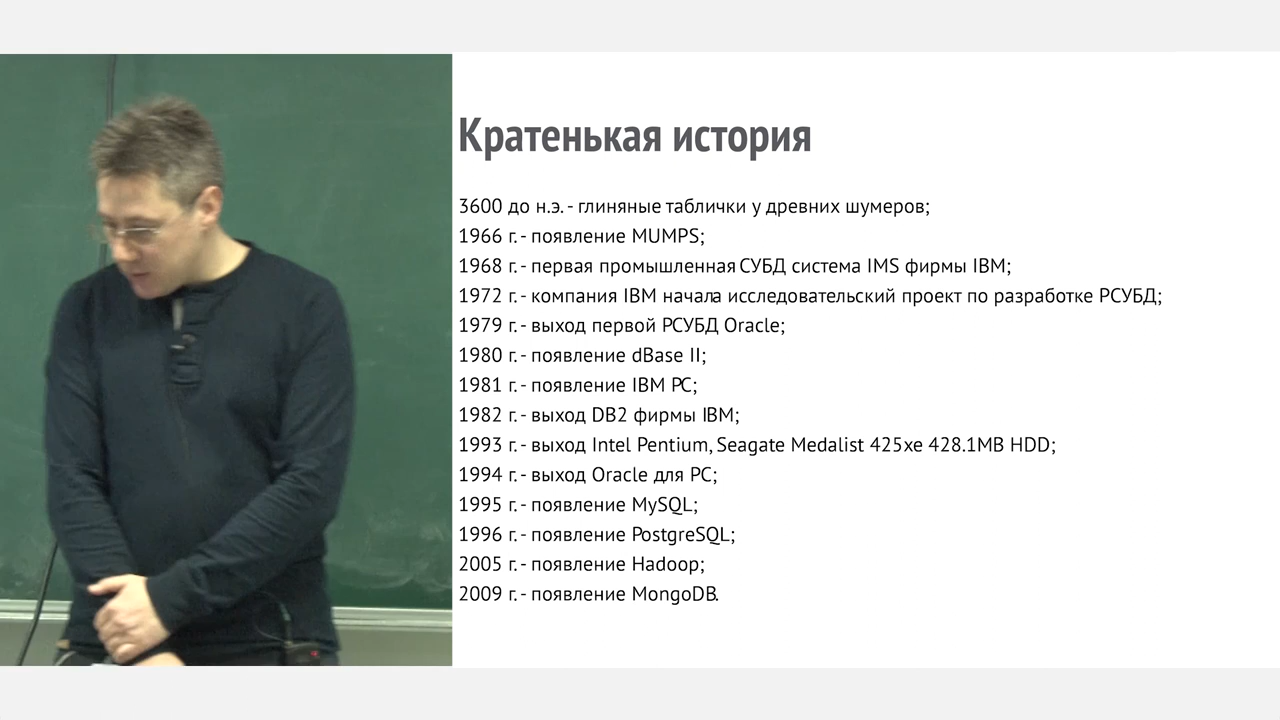 Кратенькая история
3600 до н.э. - глиняные таблички у древних шумеров;
1966 г. - появление MUMPS;
1968 г. - первая промышленная СУБД система IMS фирмы IBM;
1972 г. - компания IBM начала исследовательский проект по разработке РСУБД;
1979 г. - выход первой РСУБД Oracle;
1980 г. - появление dBase II;
1981 г. - появление IBM PC;
1982 г. - выход DB2 фирмы IBM;
1993 г. - выход Intel Pentium, Seagate Medalist 425xe 428.1MB HDD;
1994 г. - выход Oracle для PC;
1995 г. - появление MySQL;
1996 г. - появление PostgreSQL;
2005 г. - появление Hadoop;
2009 г. - появление MongoDB.